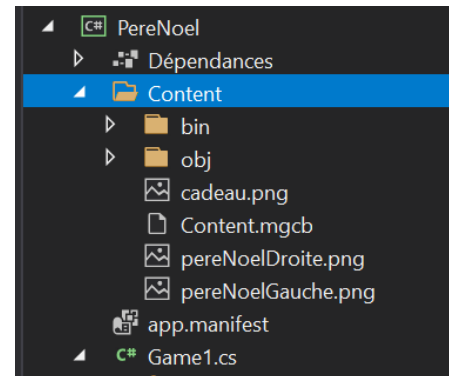 C# PereNoel
Dépendances
Content
bin
obj
cadeau.png
Content.mgcb
pereNoelDroite.png
pereNoelGauche.png
app.manifest
C# Game1.cs